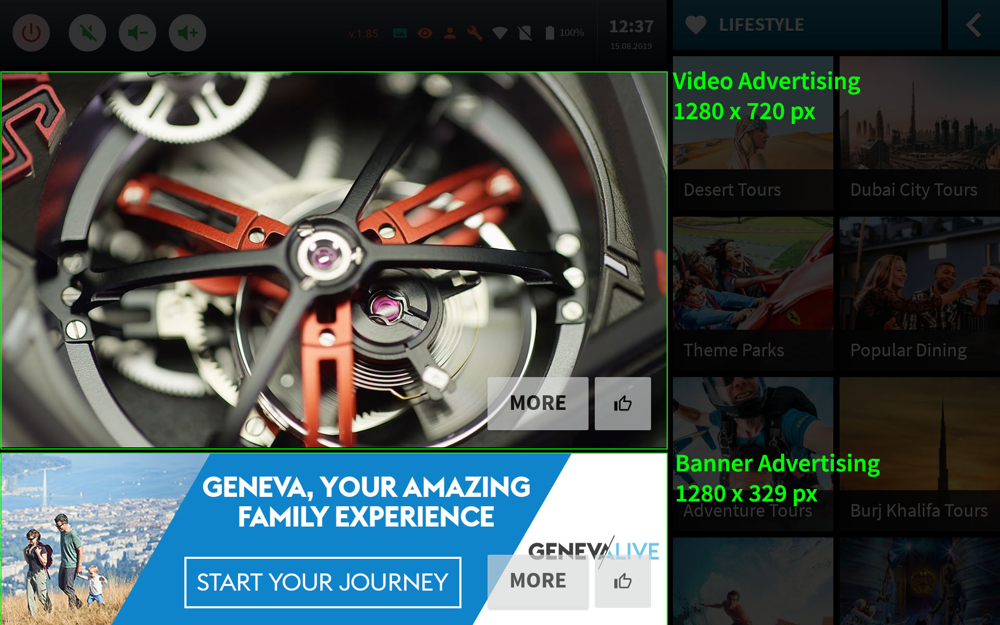 v.1.85
100%
12:37
15.08.2019
LIFESTYLE
Video Advertising
1280 x 720 px
Desert Tours
Dubai City Tours
Theme Parks
Popular Dining
MORE
Banner Advertising
1280 x 329 px
Adventure Tours
Burj Khalifa Tours
GENEVA, YOUR AMAZING
FAMILY EXPERIENCE
GENEVALIVE
START YOUR JOURNEY
MORE